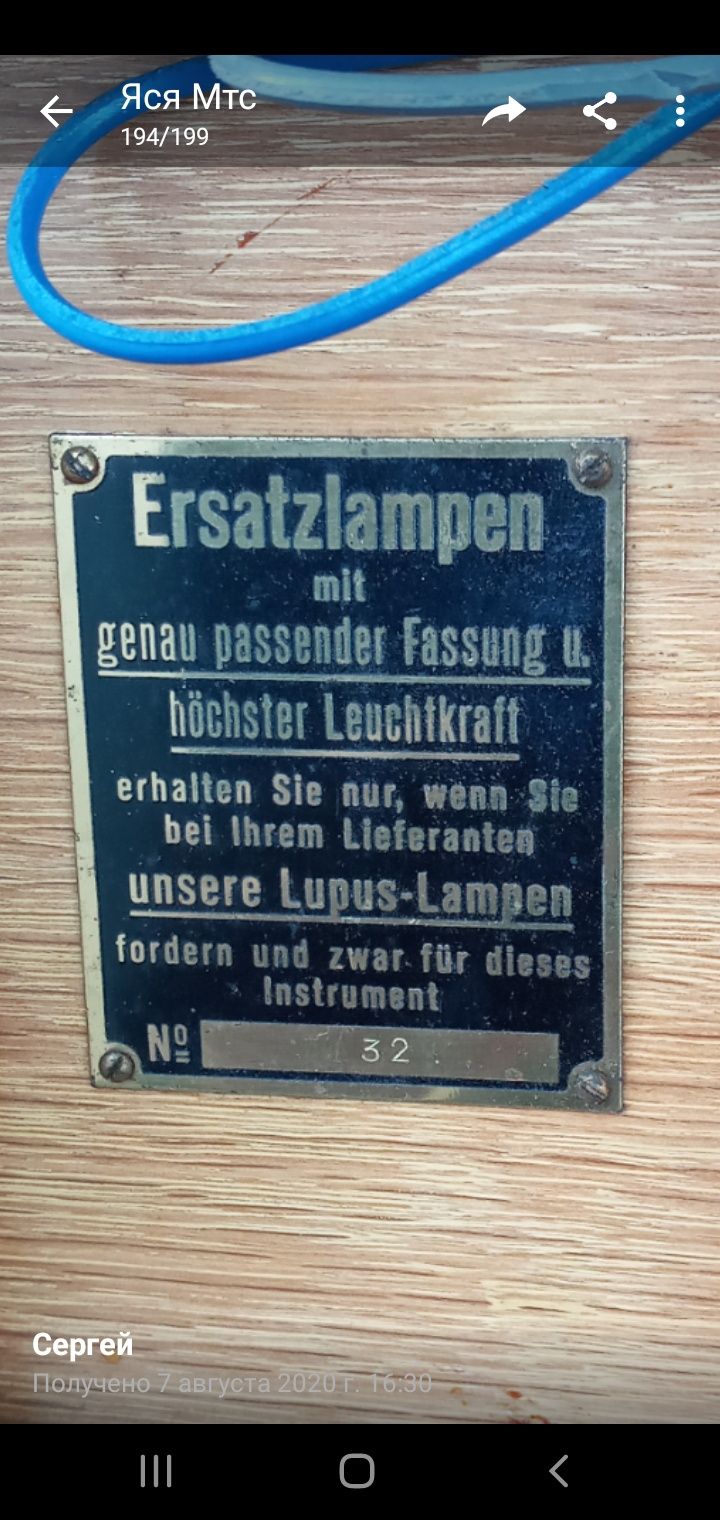 Яся Мтс
194/199
Ersatzlampen
mit
genau passender Fassung u.
höchster Leuchtkraft
erhalten Sie nur, wenn Sie
bei Ihrem Lieferanten
unsere Lupus-Lampen
fordern und zwar für dieses
Instrument
Nº 32
Сергей
Получено 7 августа 2020 г. 16:30